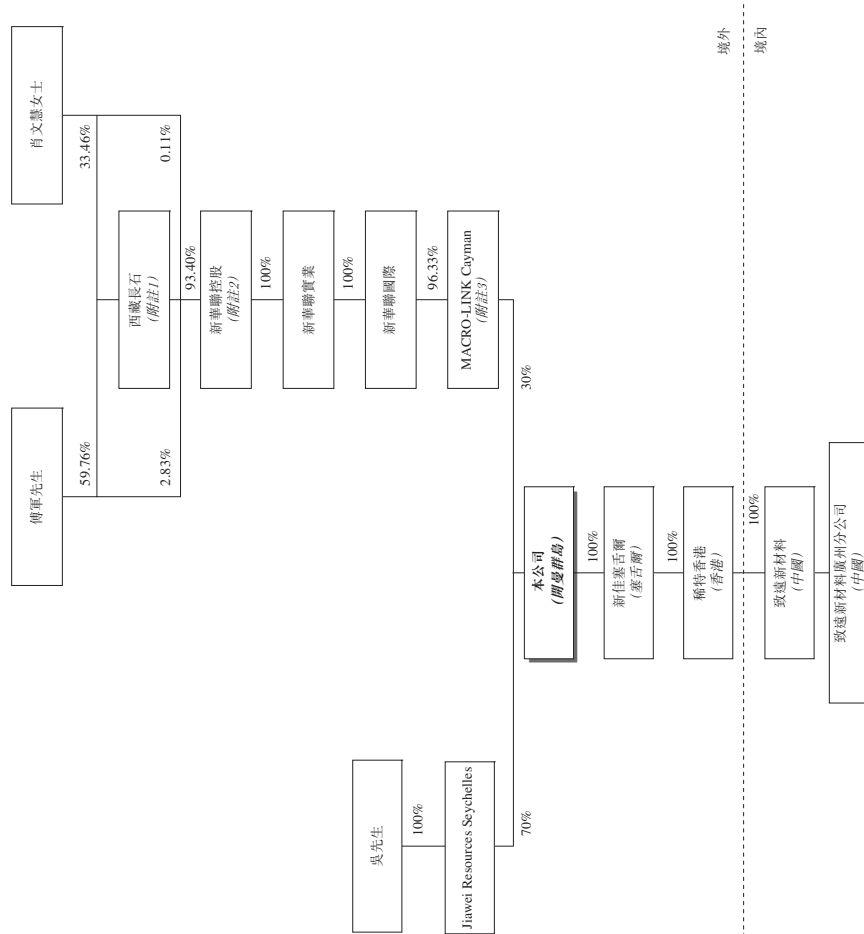 傅軍先生
肖文慧女士
59.76%
33.46%
2.83%
0.11%
西藏長石
(附註1)
93.40%
新華聯控股
(附註2)
100%
新華聯實業
100%
新華聯國際
96.33%
MACRO-LINK Cayman
(附註3)
30%
吳先生
100%
Jiawei Resources Seychelles
70%
本公司
(開曼群島)
100%
新佳塞舌爾
(塞舌爾)
100%
稀特香港
(香港)
境外
境內
100%
致遠新材料
(中國)
致遠新材料廣州分公司
(中國)